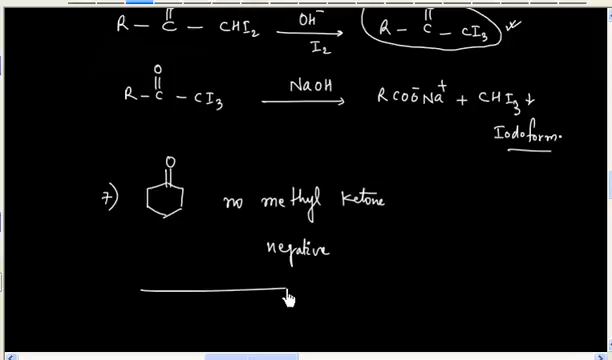 R – C – CHI₂ OH⁻ I₂ R – C – CI₃
O
R – C – CI₃ NaOH RCOO⁻Na⁺ + CHI₃ ↓
Iodoform.
7) O no methyl ketone
negative